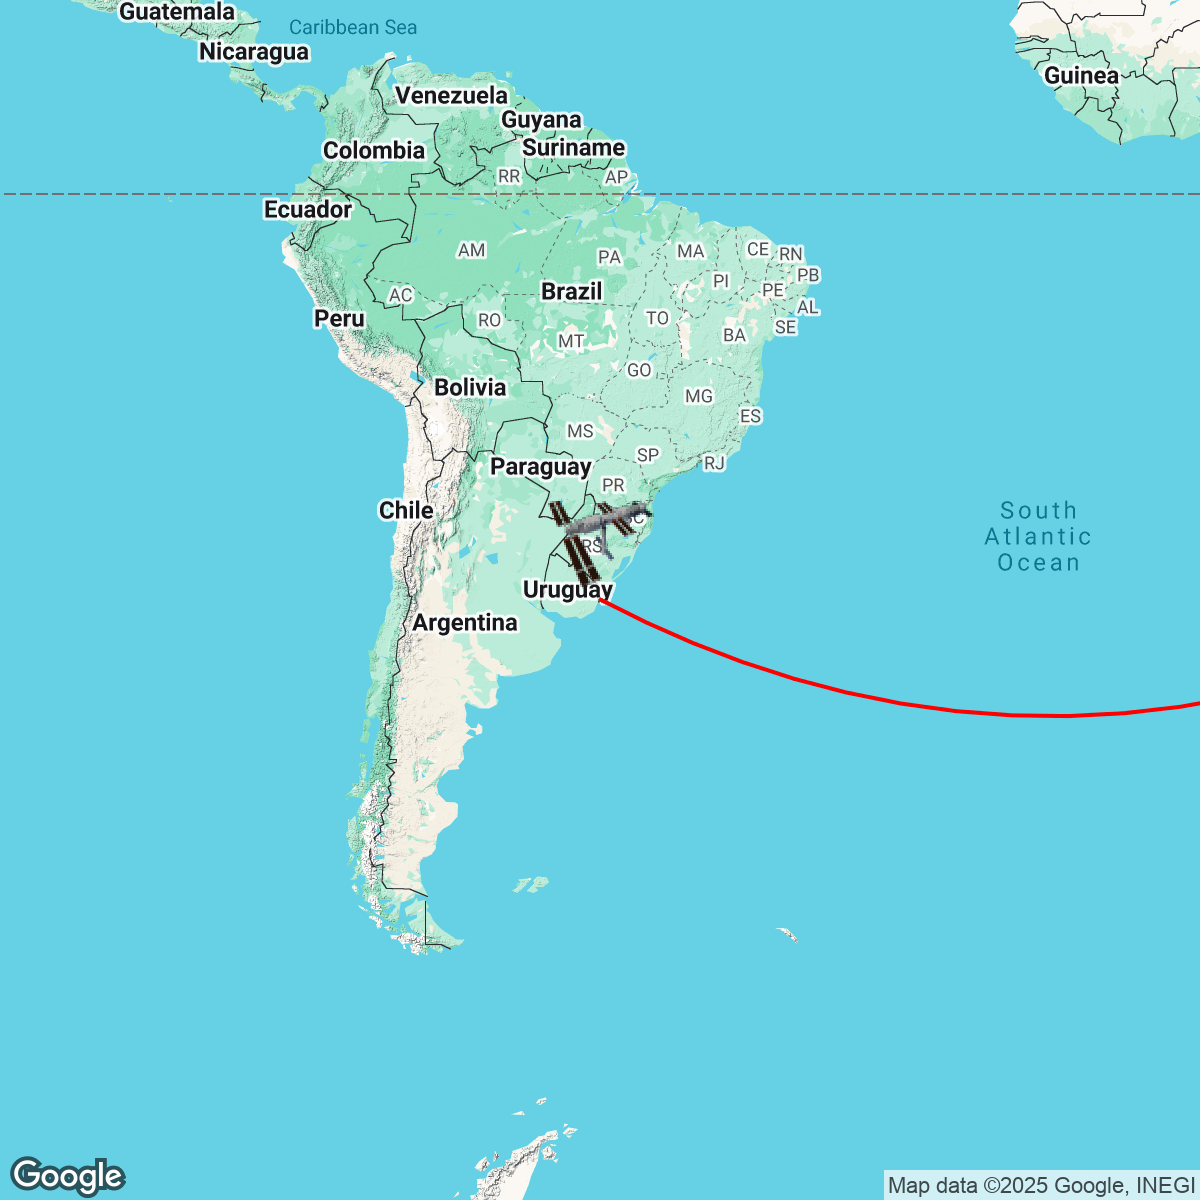 Guatemala
Caribbean Sea
Nicaragua
Guinea
Venezuela
Guyana
Suriname
Colombia
RR
AP
Ecuador
AM
PA
MA
CE
RN
PB
PI
PE
AL
AC
Brazil
Peru
RO
TO
SE
MT
BA
GO
Bolivia
MG
ES
MS
SP
RJ
Paraguay
PR
Chile
SC
South
Atlantic
Ocean
RS
Uruguay
Argentina
Google
Map data ©2025 Google, INEGI